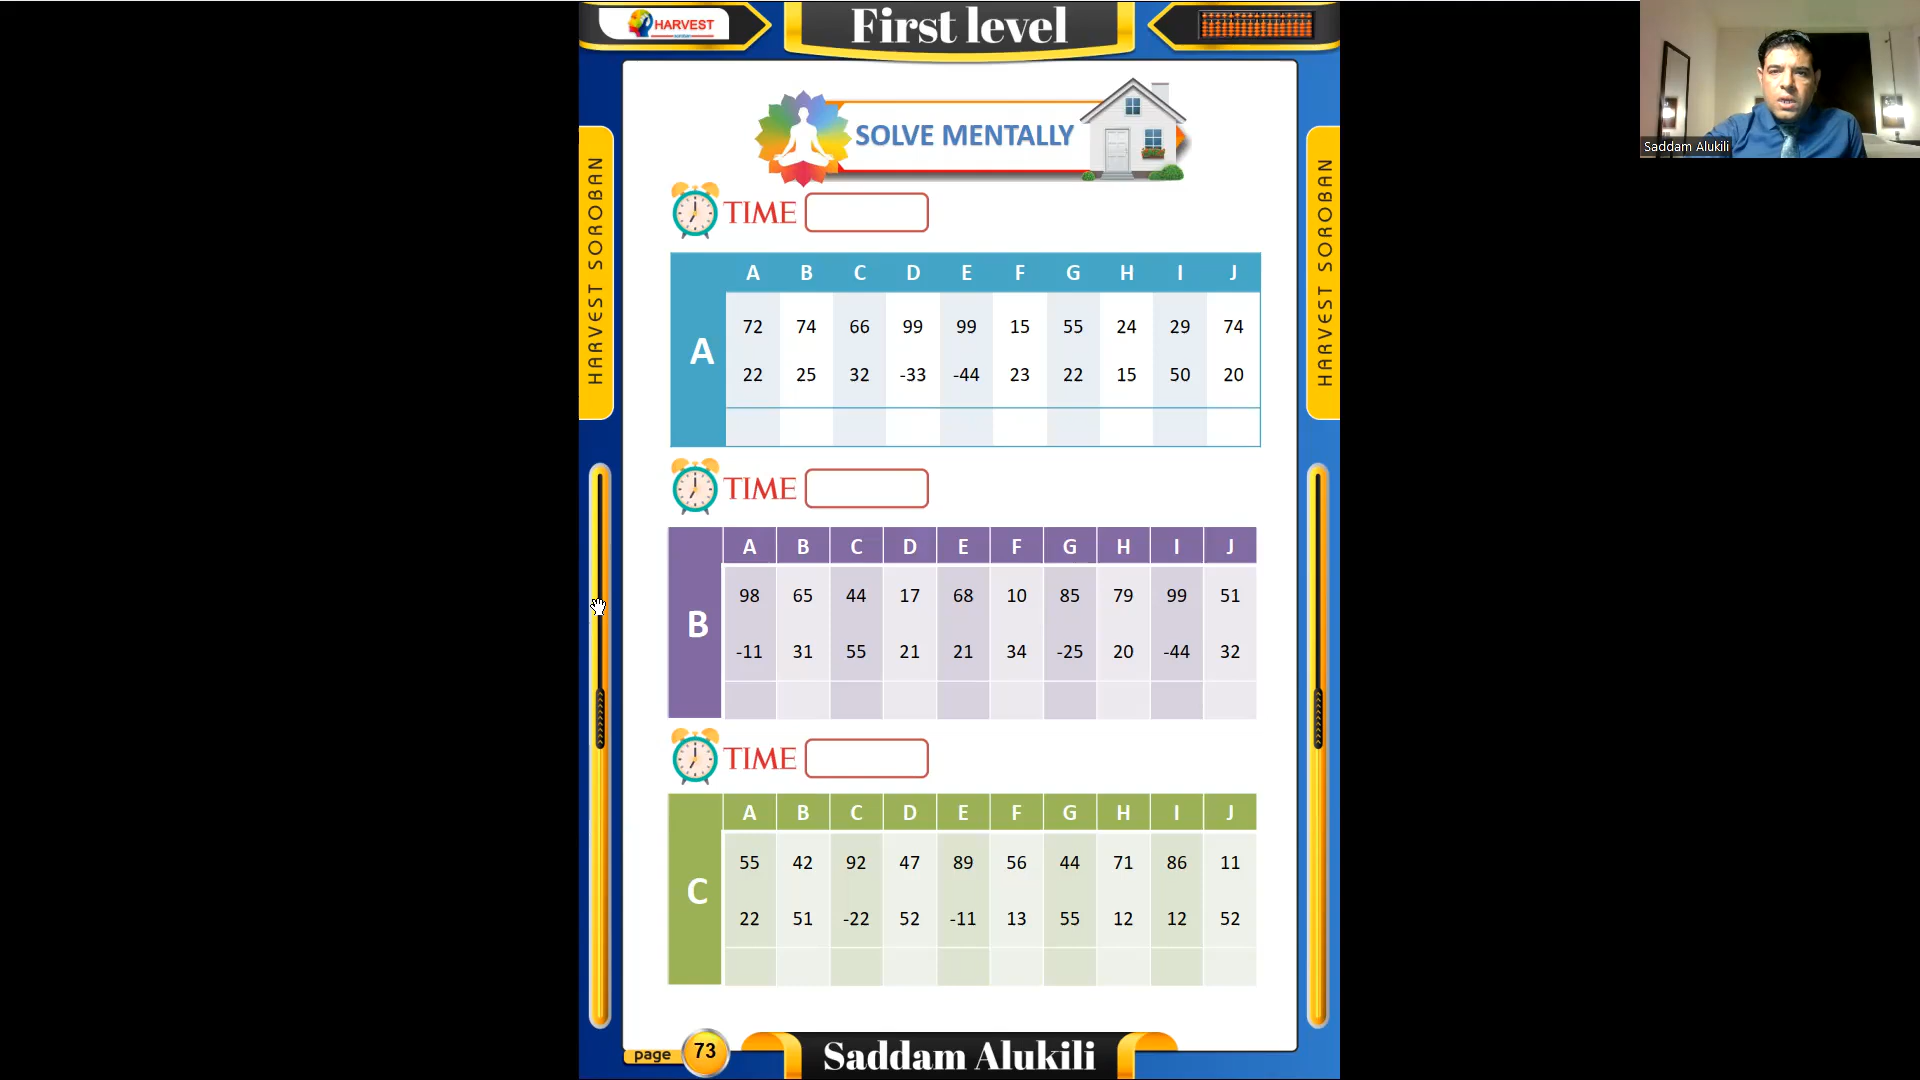 HARVEST
First level
Saddam Alukili
SOLVE MENTALLY
HARVEST SOROBAN
HARVEST SOROBAN
TIME
A B C D E F G H I J
A
72 74 66 99 99 15 55 24 29 74
22 25 32 -33 -44 23 22 15 50 20
TIME
A B C D E F G H I J
B
98 65 44 17 68 10 85 79 99 51
-11 31 55 21 21 34 -25 20 -44 32
TIME
A B C D E F G H I J
C
55 42 92 47 89 56 44 71 86 11
22 51 -22 52 -11 13 55 12 12 52
page 73
Saddam Alukili